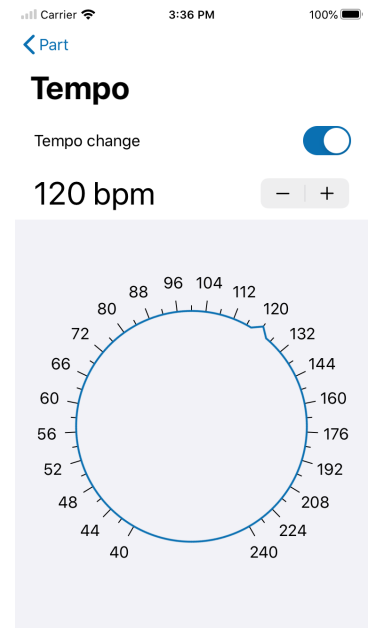 Carrier 3:36 PM 100%
Part
Tempo
Tempo change
120 bpm
− +
96 104
88 112
80 120
72 132
66 144
60 160
56 176
52 192
48 208
44 224
40 240